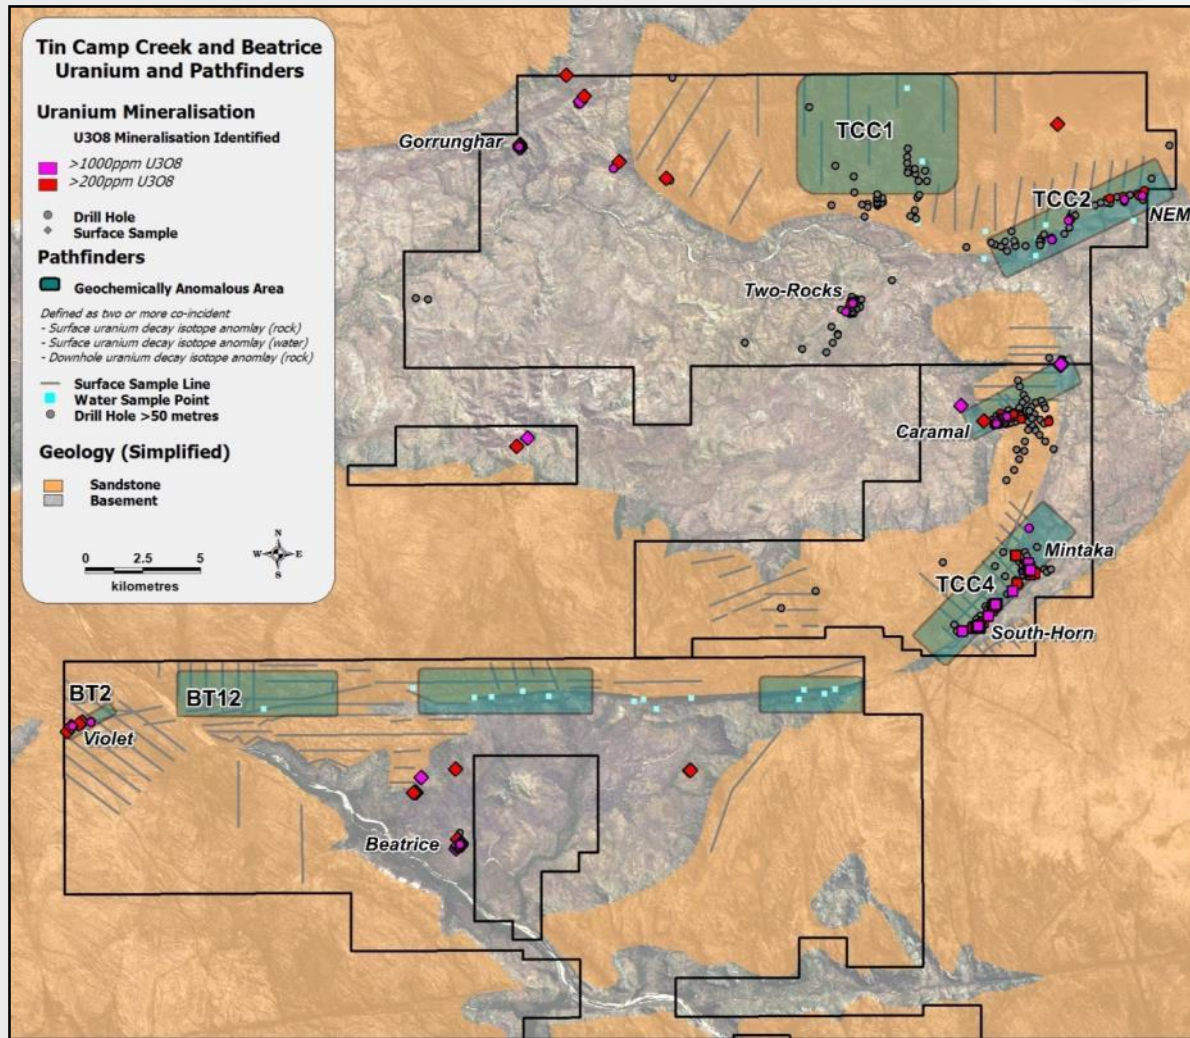 Tin Camp Creek and Beatrice
Uranium and Pathfinders
Uranium Mineralisation
U3O8 Mineralisation Identified
>1000ppm U3O8
>200ppm U3O8
Drill Hole
Surface Sample
Pathfinders
Geochemically Anomalous Area
Defined as two or more co-incident
- Surface uranium decay isotope anomlay (rock)
- Surface uranium decay isotope anomlay (water)
- Downhole uranium decay isotope anomlay (rock)
Surface Sample Line
Water Sample Point
Drill Hole >50 metres
Geology (Simplified)
Sandstone
Basement
N
W E
S
0 2.5 5
kilometres
Gorrunghar
TCC1
TCC2
NEM
Two-Rocks
Caramal
Mintaka
TCC4
South-Horn
BT2
BT12
Violet
Beatrice